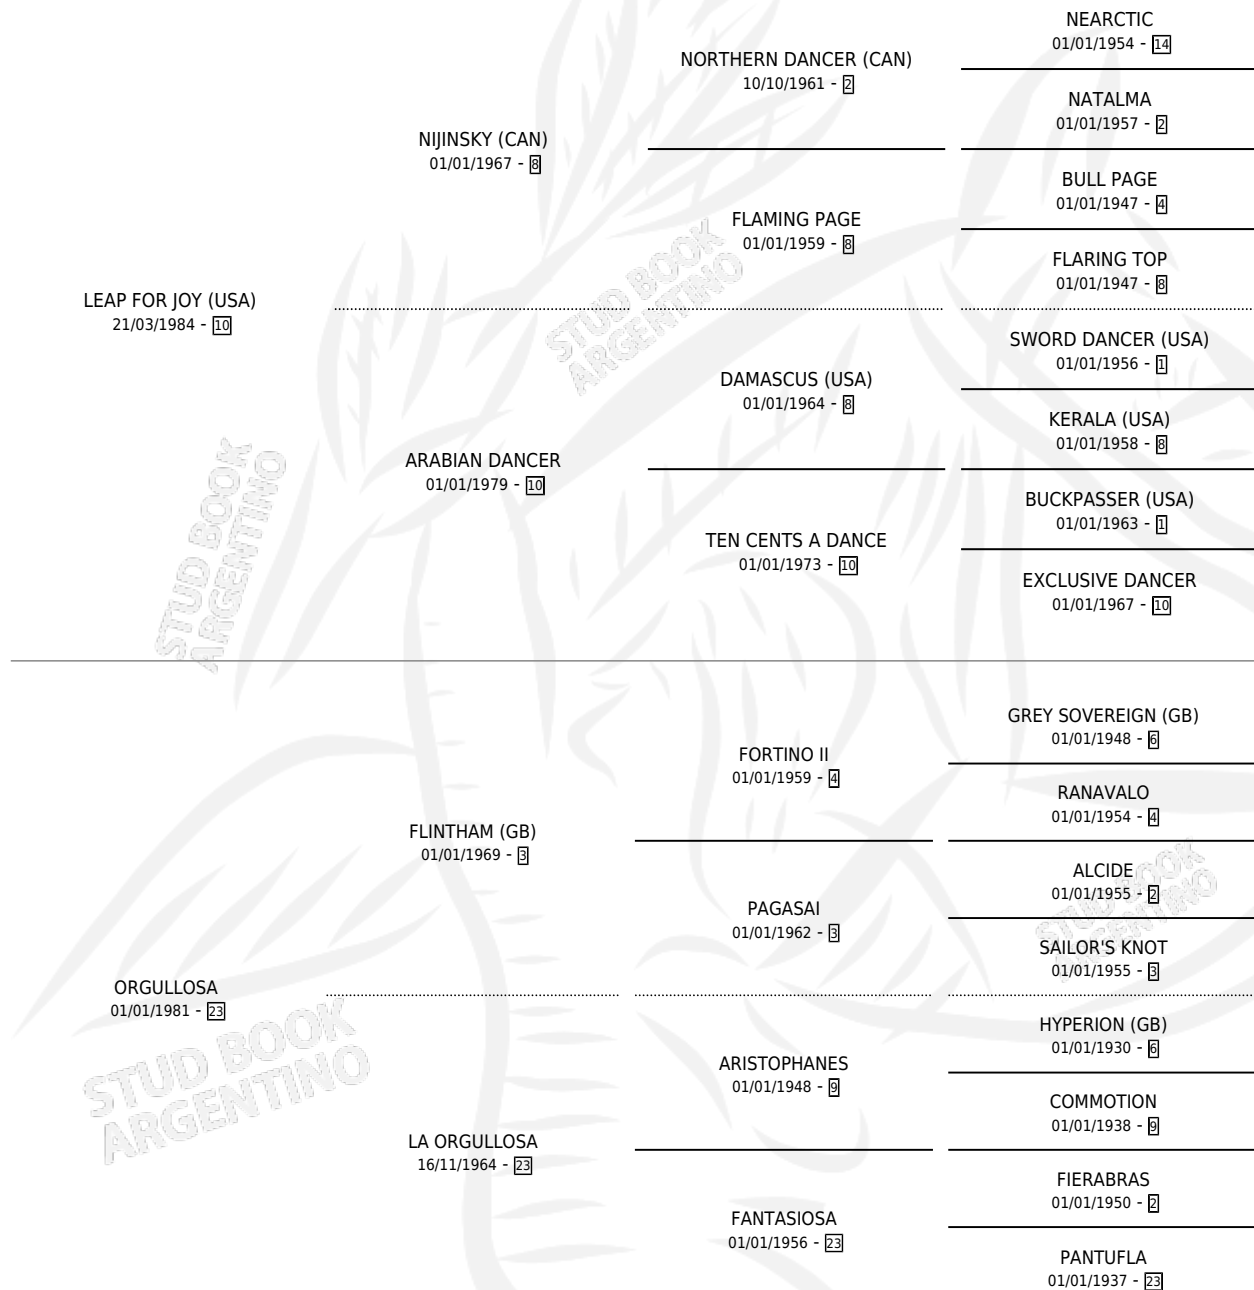 NEARCTIC
01/01/1954 - 14
NORTHERN DANCER (CAN)
10/10/1961 - 2
NATALMA
01/01/1957 - 2
NIJINSKY (CAN)
01/01/1967 - 8
BULL PAGE
01/01/1947 - 4
FLAMING PAGE
01/01/1959 - 8
FLARING TOP
01/01/1947 - 8
LEAP FOR JOY (USA)
21/03/1984 - 10
SWORD DANCER (USA)
01/01/1956 - 1
DAMASCUS (USA)
01/01/1964 - 8
KERALA (USA)
01/01/1958 - 8
ARABIAN DANCER
01/01/1979 - 10
BUCKPASSER (USA)
01/01/1963 - 1
TEN CENTS A DANCE
01/01/1973 - 10
EXCLUSIVE DANCER
01/01/1967 - 10
GREY SOVEREIGN (GB)
01/01/1948 - 6
FORTINO II
01/01/1959 - 4
RANAVALO
01/01/1954 - 4
FLINTHAM (GB)
01/01/1969 - 3
ALCIDE
01/01/1955 - 2
PAGASAI
01/01/1962 - 3
SAILOR'S KNOT
01/01/1955 - 3
ORGULLOSA
01/01/1981 - 23
HYPERION (GB)
01/01/1930 - 6
ARISTOPHANES
01/01/1948 - 9
COMMOTION
01/01/1938 - 9
LA ORGULLOSA
16/11/1964 - 23
FIERABRAS
01/01/1950 - 2
FANTASIOSA
01/01/1956 - 23
PANTUFLA
01/01/1937 - 23
STUD BOOK
ARGENTINO
STUD BOOK
ARGENTINO
STUD BOOK
ARGENTINO
STUD BOOK
ARGENTINO